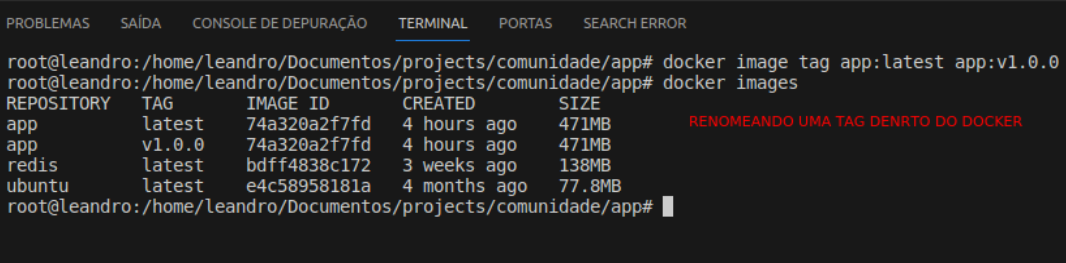 PROBLEMAS SAÍDA CONSOLE DE DEPURAÇÃO TERMINAL PORTAS SEARCH ERROR
root@leandro:/home/leandro/Documentos/projects/comunidade/app# docker image tag app:latest app:v1.0.0
root@leandro:/home/leandro/Documentos/projects/comunidade/app# docker images
REPOSITORY TAG IMAGE ID CREATED SIZE
app latest 74a320a2f7fd 4 hours ago 471MB RENOMEANDO UMA TAG DENRTO DO DOCKER
app v1.0.0 74a320a2f7fd 4 hours ago 471MB
redis latest bdff4838c172 3 weeks ago 138MB
ubuntu latest e4c58958181a 4 months ago 77.8MB
root@leandro:/home/leandro/Documentos/projects/comunidade/app#